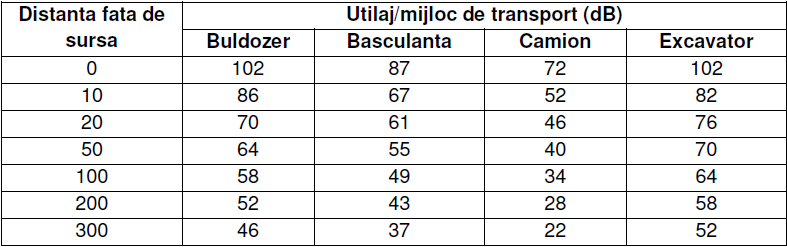 Distanta fata de sursa Utilaj/mijloc de transport (dB)
Buldozer Basculanta Camion Excavator
0 102 87 72 102
10 86 67 52 82
20 70 61 46 76
50 64 55 40 70
100 58 49 34 64
200 52 43 28 58
300 46 37 22 52